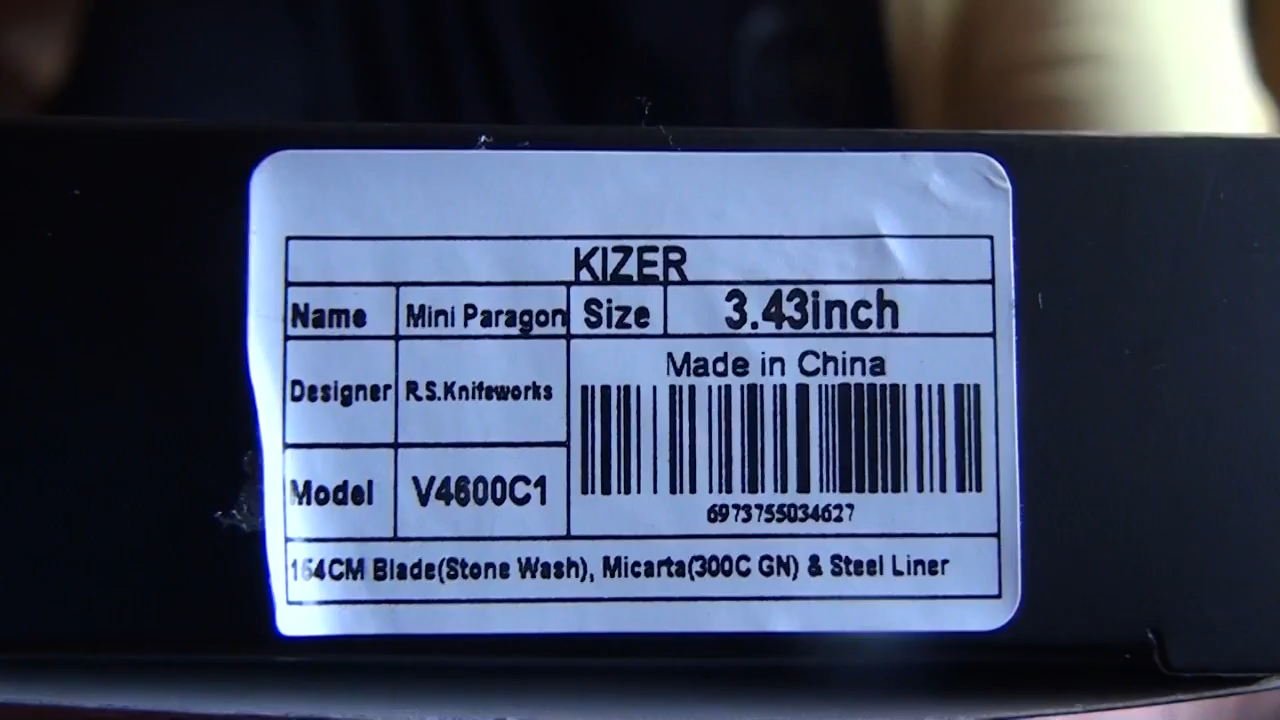 KIZER
Name Mini Paragon Size 3.43inch
Made in China
Designer R.S.Knifeworks
Model V4600C1
6973755034627
154CM Blade(Stone Wash), Micarta(300C GN) & Steel Liner